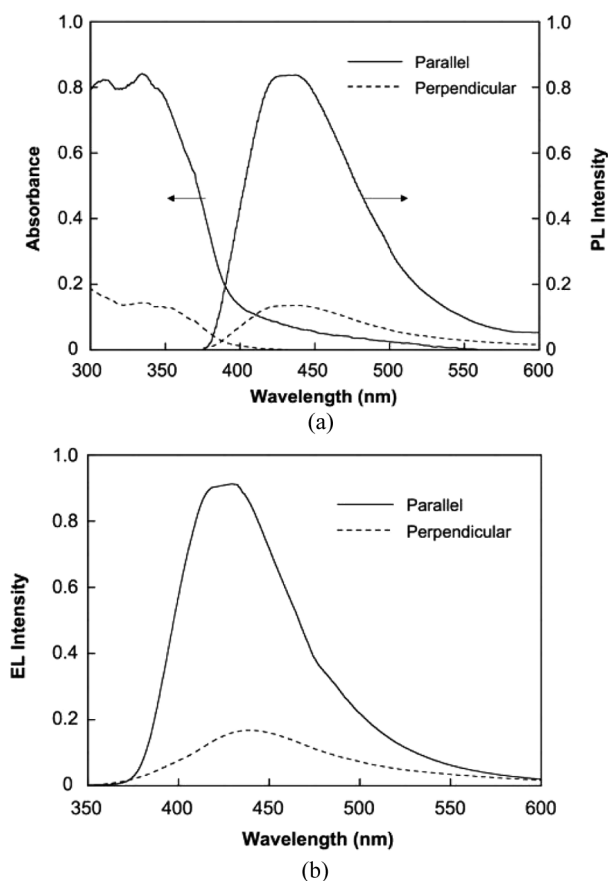 1.0
1.0
Parallel
Perpendicular
0.8
0.8
0.6
0.6
0.4
0.4
0.2
0.2
0
0
Absorbance
PL Intensity
300 350 400 450 500 550 600
Wavelength (nm)
(a)
1.0
Parallel
Perpendicular
0.8
0.6
0.4
0.2
0
EL Intensity
350 400 450 500 550 600
Wavelength (nm)
(b)